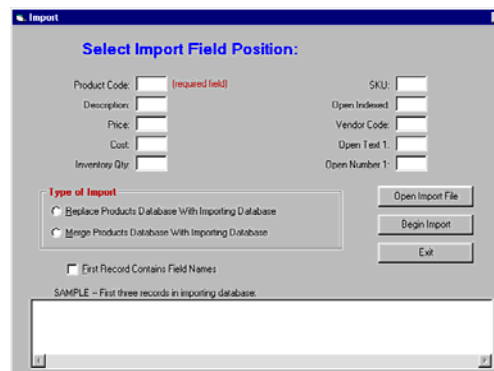 Import
Select Import Field Position:
Product Code: (required field) SKU:
Description: Open Indexed:
Price: Vendor Code:
Cost: Open Text 1:
Inventory Qty: Open Number 1:
Type of Import
Replace Products Database With Importing Database
Merge Products Database With Importing Database
Open Import File
Begin Import
Exit
First Record Contains Field Names
SAMPLE -- First three records in importing database: